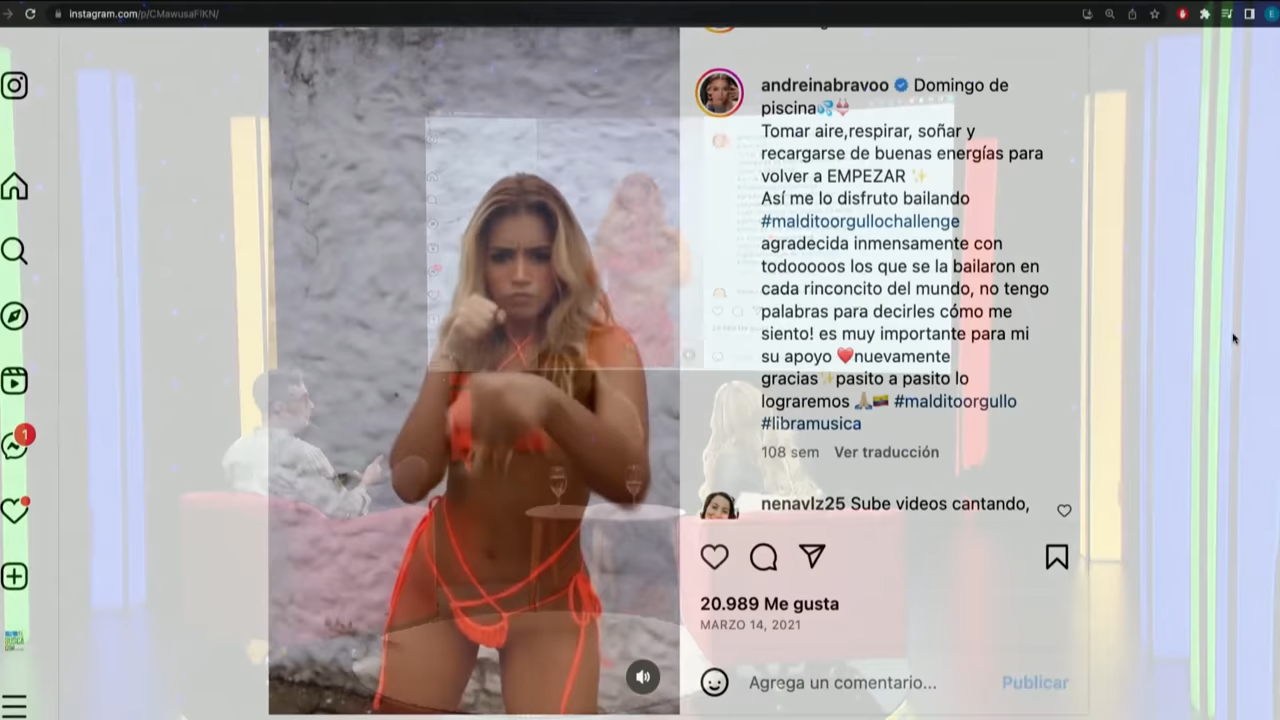 instagram.com/p/CMawusaFlKN/
andreinabravoo Domingo de
piscina💦👙
Tomar aire,respirar, soñar y
recargarse de buenas energías para
volver a EMPEZAR ✨
Así me lo disfruto bailando
#malditoorgullochallenge
agradecida inmensamente con
todooooos los que se la bailaron en
cada rinconcito del mundo, no tengo
palabras para decirles cómo me
siento! es muy importante para mi
su apoyo ❤️nuevamente
gracias✨pasito a pasito lo
lograremos 🙏🏼🇨🇴 #malditoorgullo
#libramusica
108 sem Ver traducción
nenavlz25 Sube videos cantando,
20.989 Me gusta
MARZO 14, 2021
Agrega un comentario... Publicar
1
E